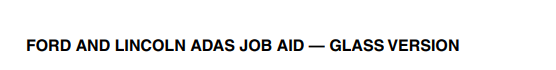 FORD AND LINCOLN ADAS JOB AID — GLASS VERSION